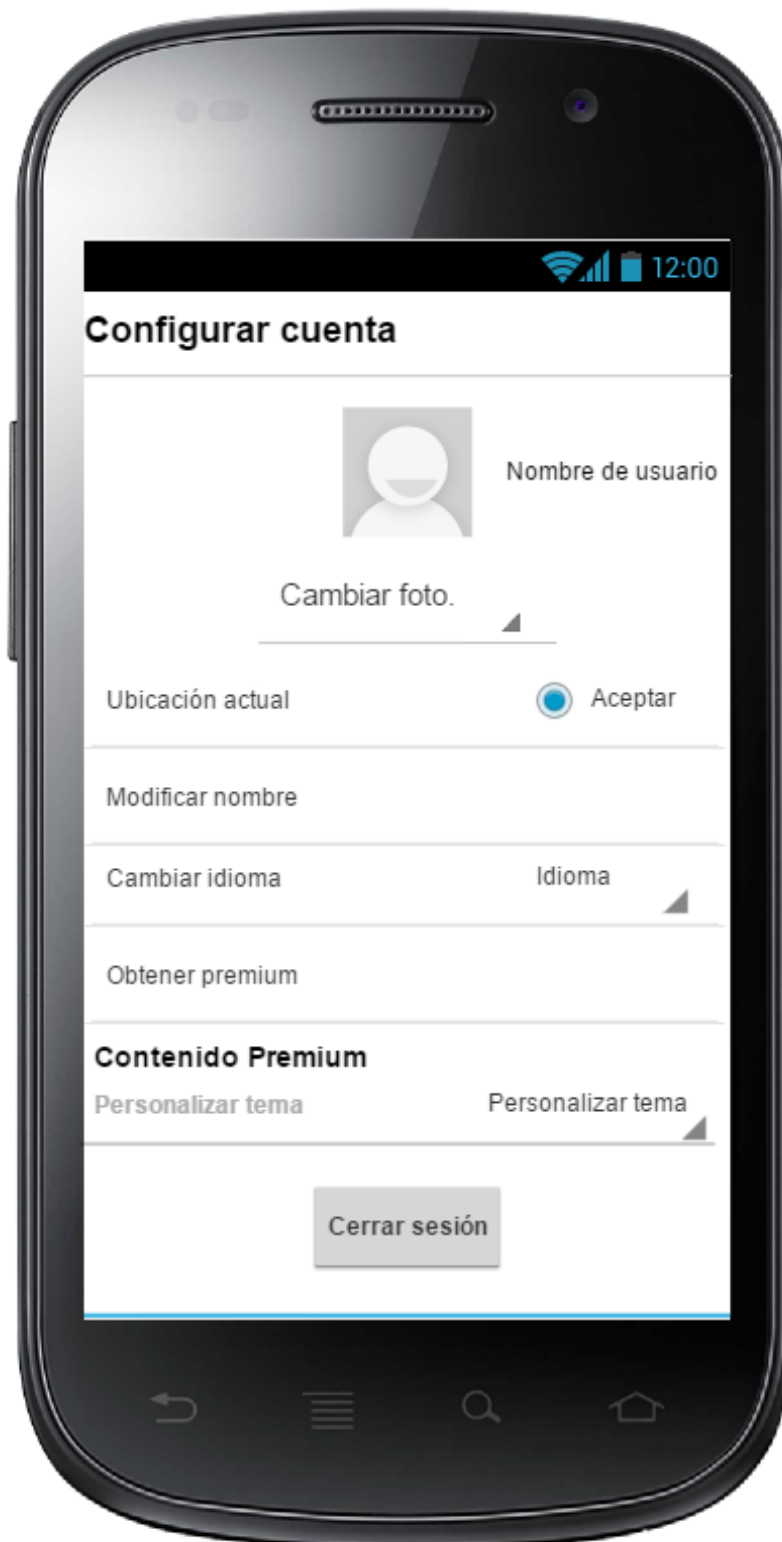 12:00
Configurar cuenta
Nombre de usuario
Cambiar foto.
Ubicación actual Aceptar
Modificar nombre
Cambiar idioma Idioma
Obtener premium
Contenido Premium
Personalizar tema Personalizar tema
Cerrar sesión